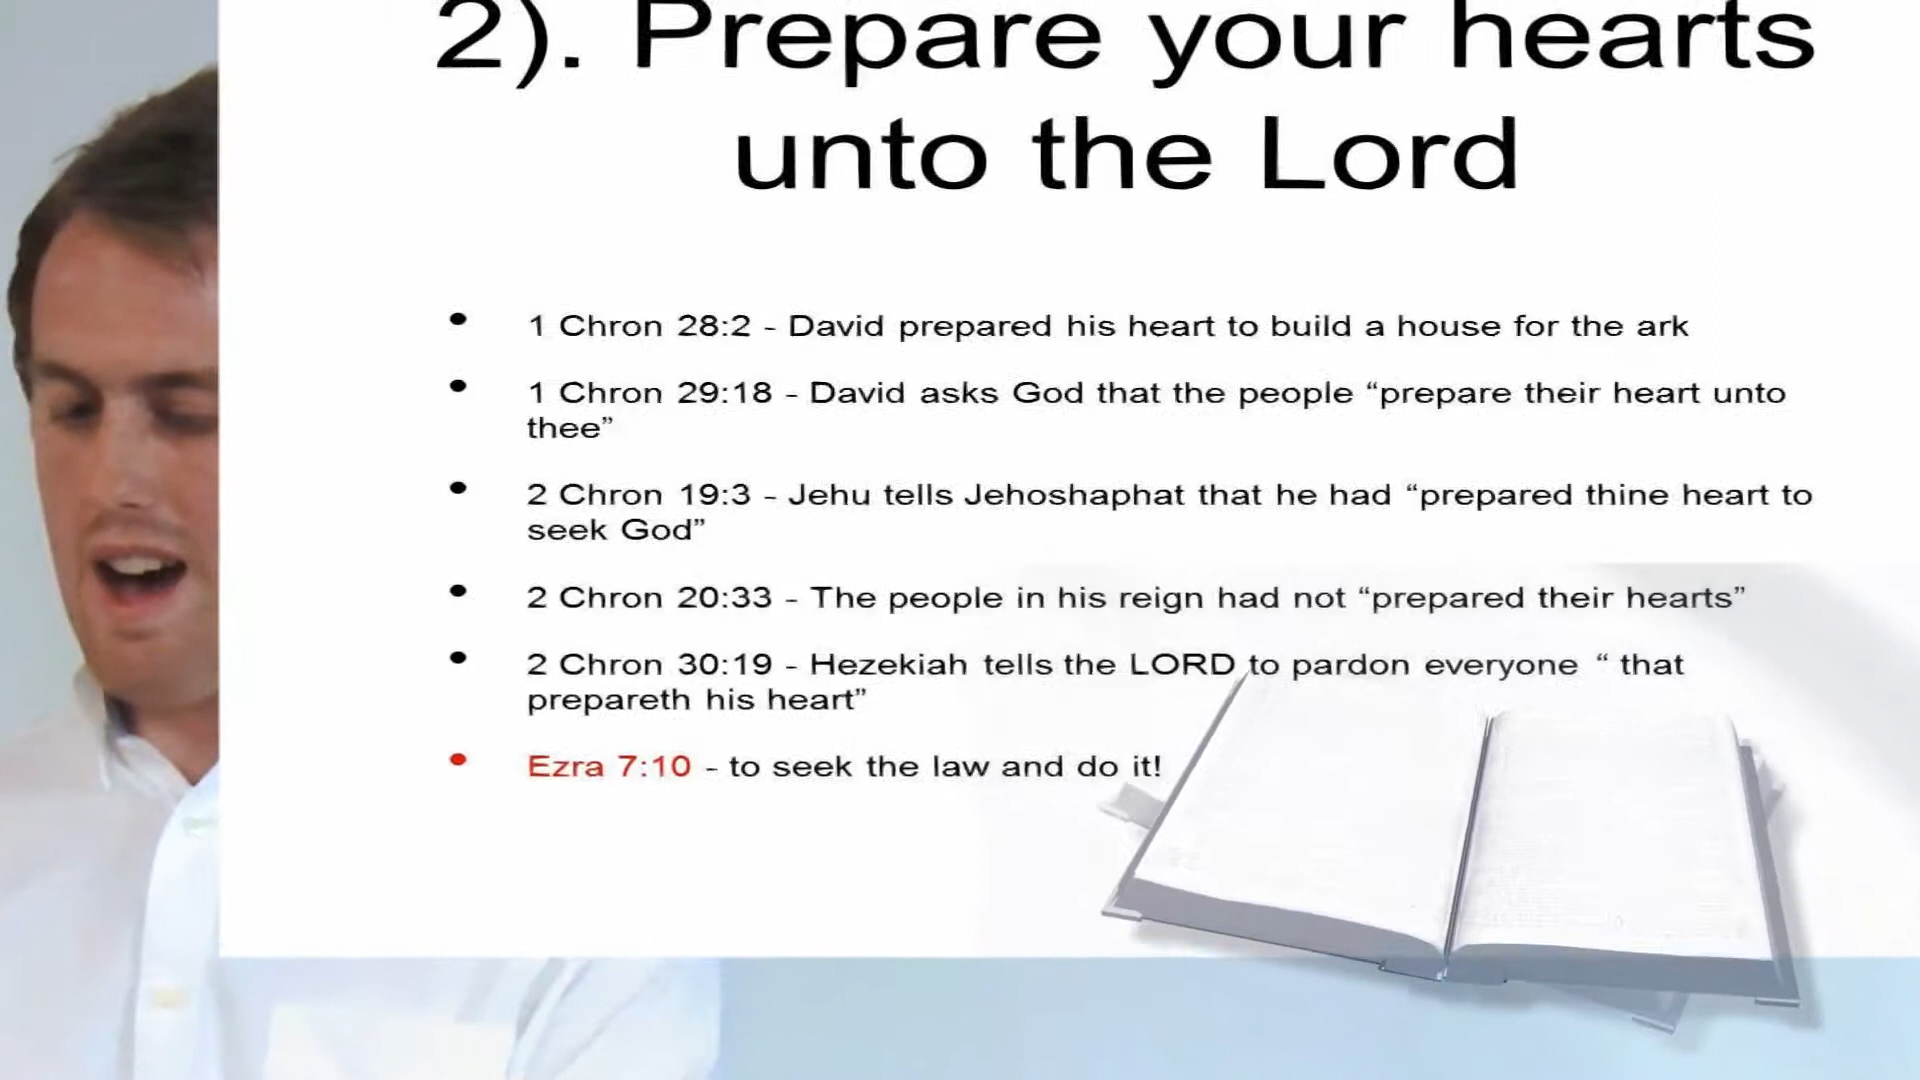 2). Prepare your hearts
unto the Lord
• 1 Chron 28:2 - David prepared his heart to build a house for the ark
• 1 Chron 29:18 - David asks God that the people “prepare their heart unto
thee”
• 2 Chron 19:3 - Jehu tells Jehoshaphat that he had “prepared thine heart to
seek God”
• 2 Chron 20:33 - The people in his reign had not “prepared their hearts”
• 2 Chron 30:19 - Hezekiah tells the LORD to pardon everyone “ that
prepareth his heart”
• Ezra 7:10 - to seek the law and do it!